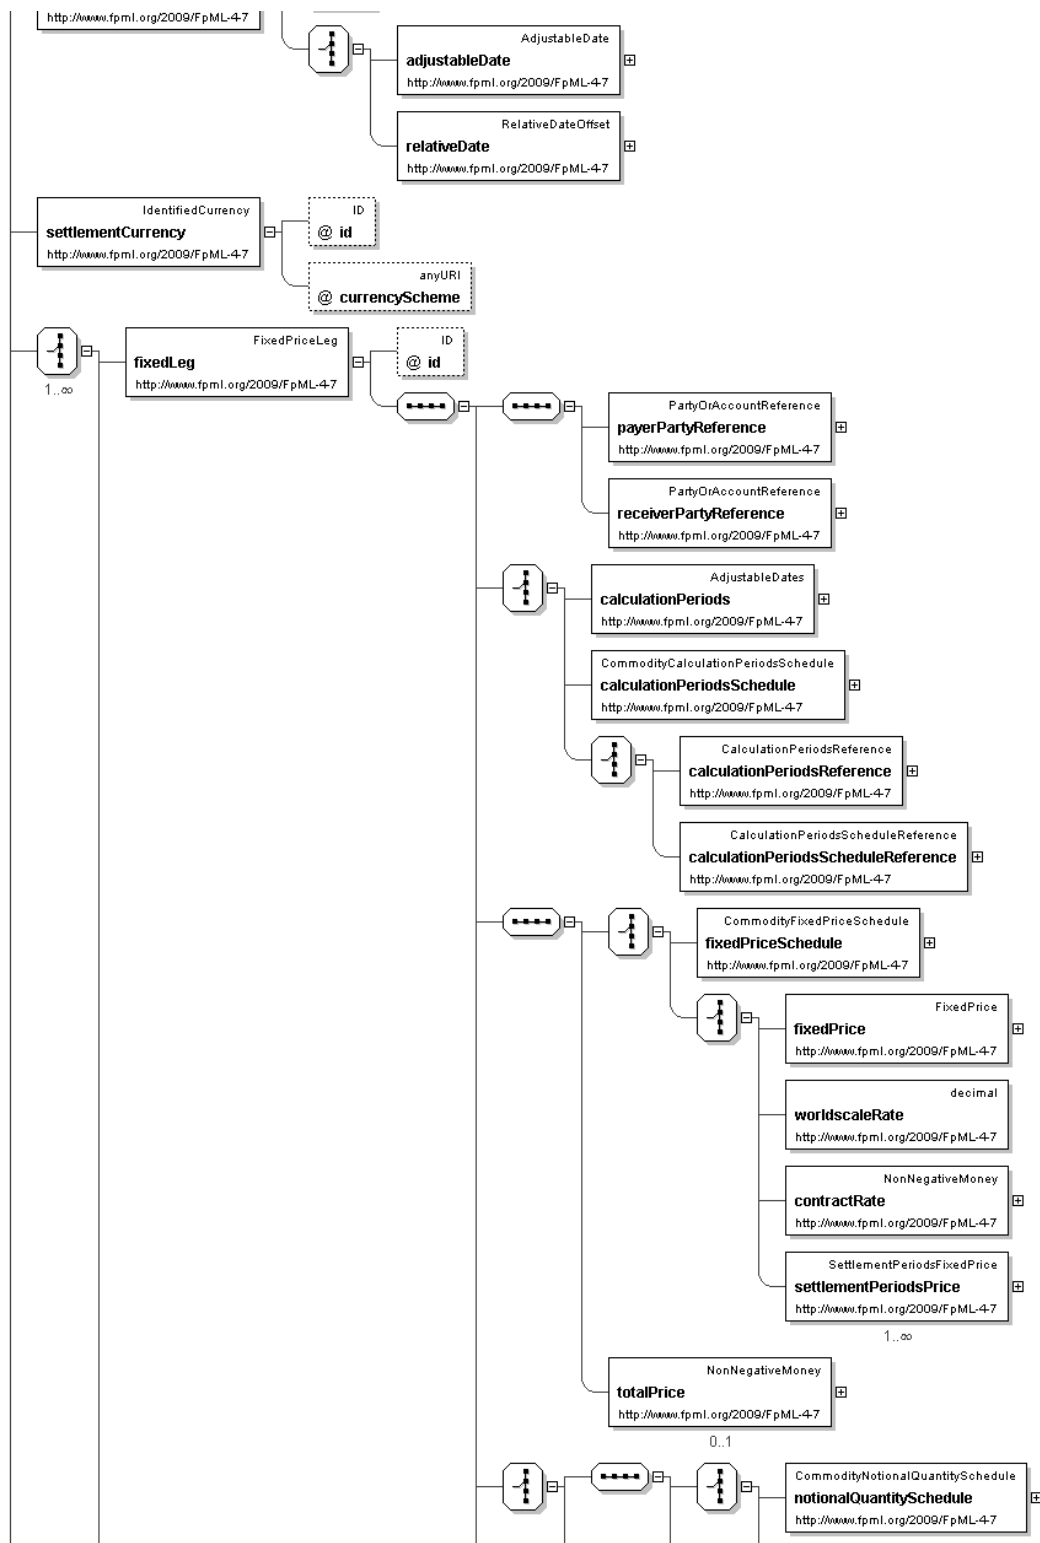 http://www.fpml.org/2009/FpML-4-7
AdjustableDate
adjustableDate
http://www.fpml.org/2009/FpML-4-7
RelativeDateOffset
relativeDate
http://www.fpml.org/2009/FpML-4-7
IdentifiedCurrency
settlementCurrency
http://www.fpml.org/2009/FpML-4-7
ID
@ id
anyURI
@ currencyScheme
1..∞
FixedPriceLeg
fixedLeg
http://www.fpml.org/2009/FpML-4-7
ID
@ id
PartyOrAccountReference
payerPartyReference
http://www.fpml.org/2009/FpML-4-7
PartyOrAccountReference
receiverPartyReference
http://www.fpml.org/2009/FpML-4-7
AdjustableDates
calculationPeriods
http://www.fpml.org/2009/FpML-4-7
CommodityCalculationPeriodsSchedule
calculationPeriodsSchedule
http://www.fpml.org/2009/FpML-4-7
CalculationPeriodsReference
calculationPeriodsReference
http://www.fpml.org/2009/FpML-4-7
CalculationPeriodsScheduleReference
calculationPeriodsScheduleReference
http://www.fpml.org/2009/FpML-4-7
CommodityFixedPriceSchedule
fixedPriceSchedule
http://www.fpml.org/2009/FpML-4-7
FixedPrice
fixedPrice
http://www.fpml.org/2009/FpML-4-7
decimal
worldscaleRate
http://www.fpml.org/2009/FpML-4-7
NonNegativeMoney
contractRate
http://www.fpml.org/2009/FpML-4-7
SettlementPeriodsFixedPrice
settlementPeriodsPrice
http://www.fpml.org/2009/FpML-4-7
1..∞
NonNegativeMoney
totalPrice
http://www.fpml.org/2009/FpML-4-7
0..1
CommodityNotionalQuantitySchedule
notionalQuantitySchedule
http://www.fpml.org/2009/FpML-4-7